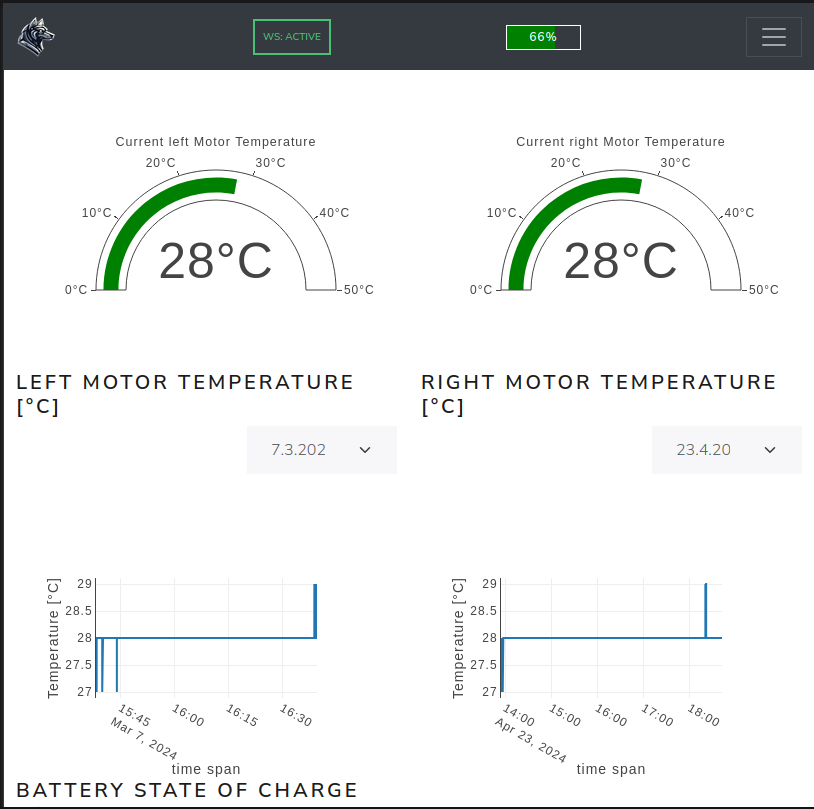 WS: ACTIVE
66%
Current left Motor Temperature
20°C
30°C
10°C
40°C
28°C
0°C
50°C
Current right Motor Temperature
20°C
30°C
10°C
40°C
28°C
0°C
50°C
LEFT MOTOR TEMPERATURE
[°C]
7.3.202
RIGHT MOTOR TEMPERATURE
[°C]
23.4.20
Temperature [°C]
29
28.5
28
27.5
27
15:45
16:00
16:15
16:30
Mar 7, 2024
time span
Temperature [°C]
29
28.5
28
27.5
27
14:00
15:00
16:00
17:00
18:00
Apr 23, 2024
time span
BATTERY STATE OF CHARGE